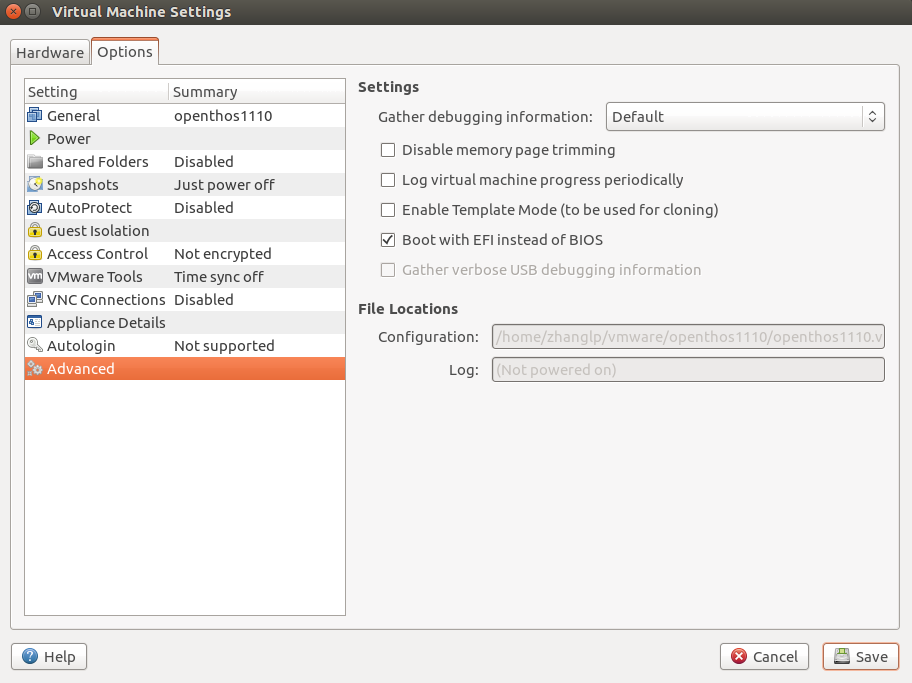 Virtual Machine Settings
Hardware Options
Setting Summary
General openthos1110
Power
Shared Folders Disabled
Snapshots Just power off
AutoProtect Disabled
Guest Isolation
Access Control Not encrypted
vm VMware Tools Time sync off
VNC Connections Disabled
Appliance Details
Autologin Not supported
Advanced
Settings
Gather debugging information: Default
Disable memory page trimming
Log virtual machine progress periodically
Enable Template Mode (to be used for cloning)
Boot with EFI instead of BIOS
Gather verbose USB debugging information
File Locations
Configuration: /home/zhanglp/vmware/openthos1110/openthos1110.v
Log: (Not powered on)
Help Cancel Save